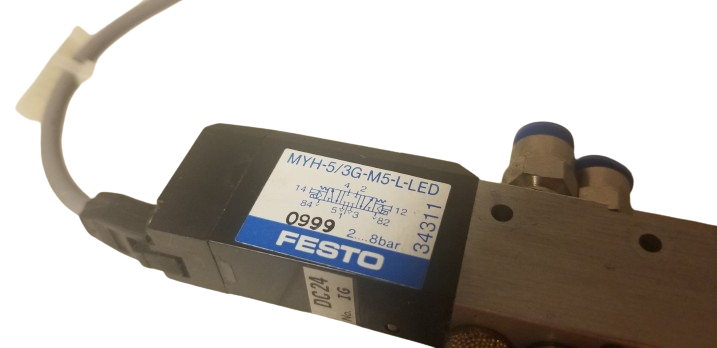 MYH-5/3G-M5-L-LED
4 2
14
12
84
5 3
1
82
0999
2....8bar
34311
FESTO
DC24
No. IG